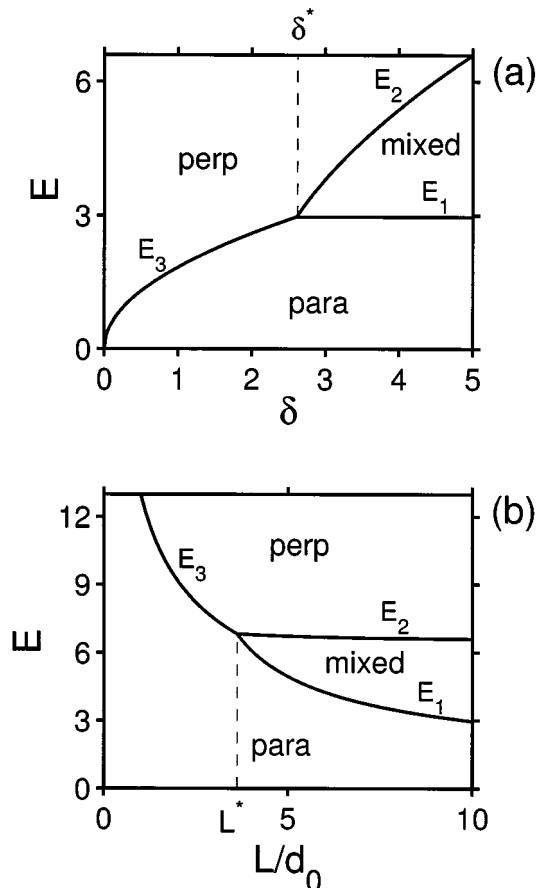 δ*
(a)
6
E₂
perp
mixed
E
3
E₁
E₃
para
0
0 1 2 3 4 5
δ
(b)
12
perp
E₃
9
E₂
E
6
mixed
E₁
3
para
0
0 L* 5 10
L/d₀